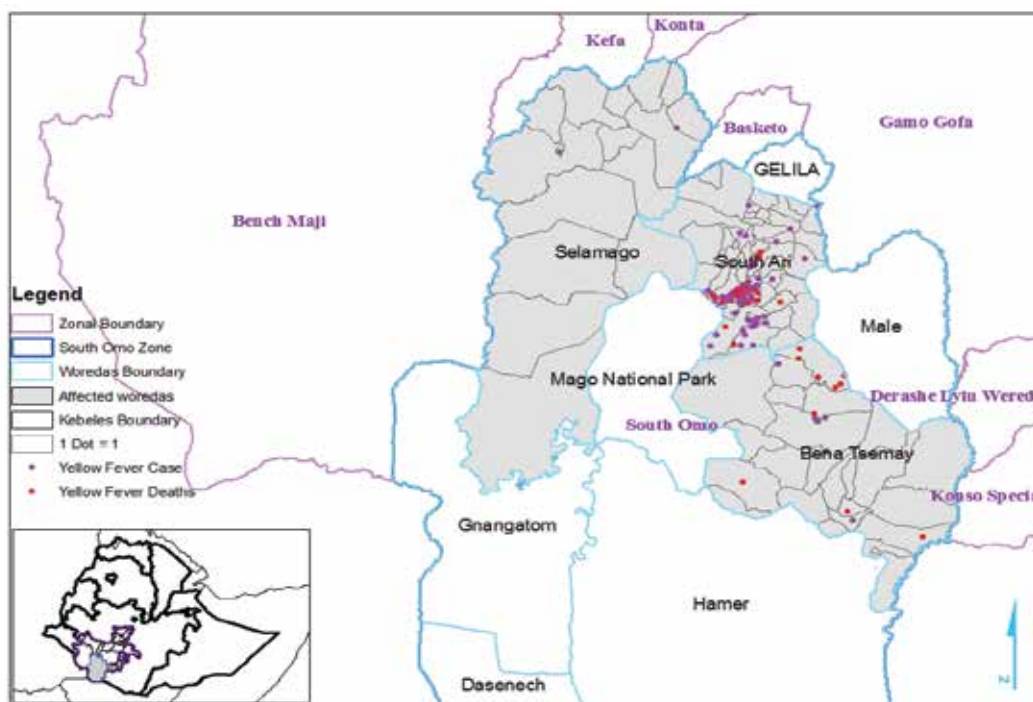 Konta
Kefa
Gamo Gofa
Basketo
GELILA
Bench Maji
Selamago
South Ari
Legend
Zonal Boundary
South Omo Zone
Woredas Boundary
Affected woredas
Kebeles Boundary
1 Dot = 1
Yellow Fever Case
Yellow Fever Deaths
Male
Mago National Park
Derashe Lytu Wered
South Omo
Bena Tsemay
Konso Speci
Gnangatom
Hamer
Dasenech
N